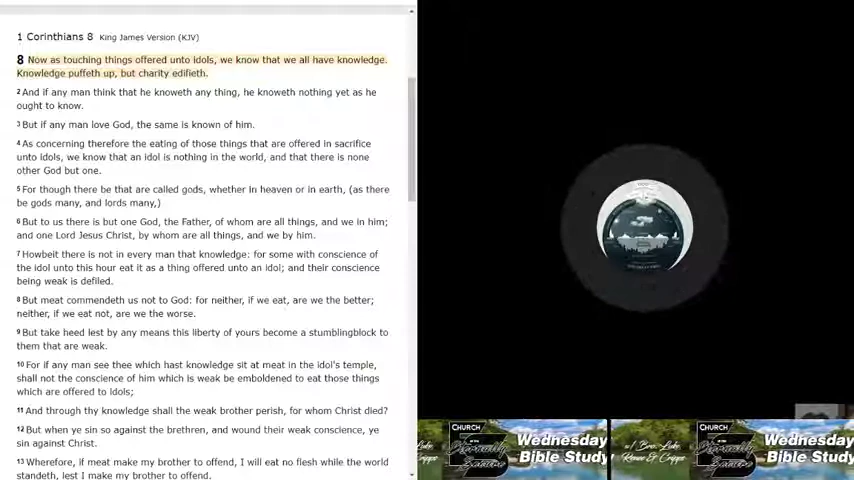 1 Corinthians 8 King James Version (KJV)
8 Now as touching things offered unto idols, we know that we all have knowledge.
Knowledge puffeth up, but charity edifieth.
2 And if any man think that he knoweth any thing, he knoweth nothing yet as he
ought to know.
3 But if any man love God, the same is known of him.
4 As concerning therefore the eating of those things that are offered in sacrifice
unto idols, we know that an idol is nothing in the world, and that there is none
other God but one.
5 For though there be that are called gods, whether in heaven or in earth, (as there
be gods many, and lords many,)
6 But to us there is but one God, the Father, of whom are all things, and we in him;
and one Lord Jesus Christ, by whom are all things, and we by him.
7 Howbeit there is not in every man that knowledge: for some with conscience of
the idol unto this hour eat it as a thing offered unto an idol; and their conscience
being weak is defiled.
8 But meat commendeth us not to God: for neither, if we eat, are we the better;
neither, if we eat not, are we the worse.
9 But take heed lest by any means this liberty of yours become a stumblingblock to
them that are weak.
10 For if any man see thee which hast knowledge sit at meat in the idol's temple,
shall not the conscience of him which is weak be emboldened to eat those things
which are offered to idols;
11 And through thy knowledge shall the weak brother perish, for whom Christ died?
12 But when ye sin so against the brethren, and wound their weak conscience, ye
sin against Christ.
13 Wherefore, if meat make my brother to offend, I will eat no flesh while the world
standeth, lest I make my brother to offend.
CHURCH
Eternally
Secure
Wednesday
Bible Study
Renee & Cripps
CHURCH
Eternally
Secure
Wednesday
Bible Study